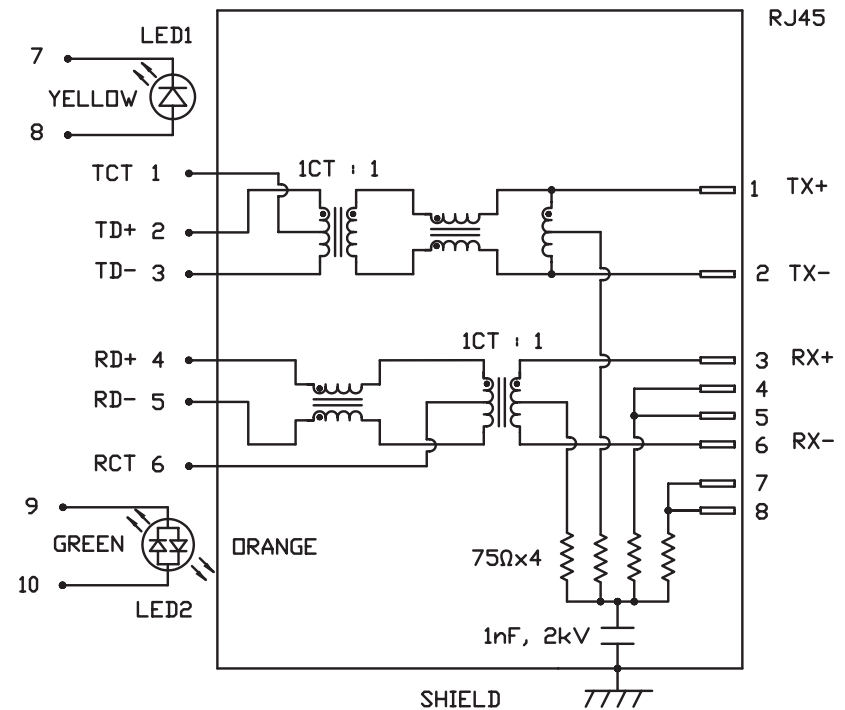 RJ45
LED1
7
YELLOW
8
TCT 1
1CT : 1
1 TX+
TD+ 2
TD- 3
2 TX-
1CT : 1
RD+ 4
3 RX+
4
RD- 5
5
6 RX-
RCT 6
7
9
8
GREEN
ORANGE
75Ωx4
10
LED2
1nF, 2kV
SHIELD